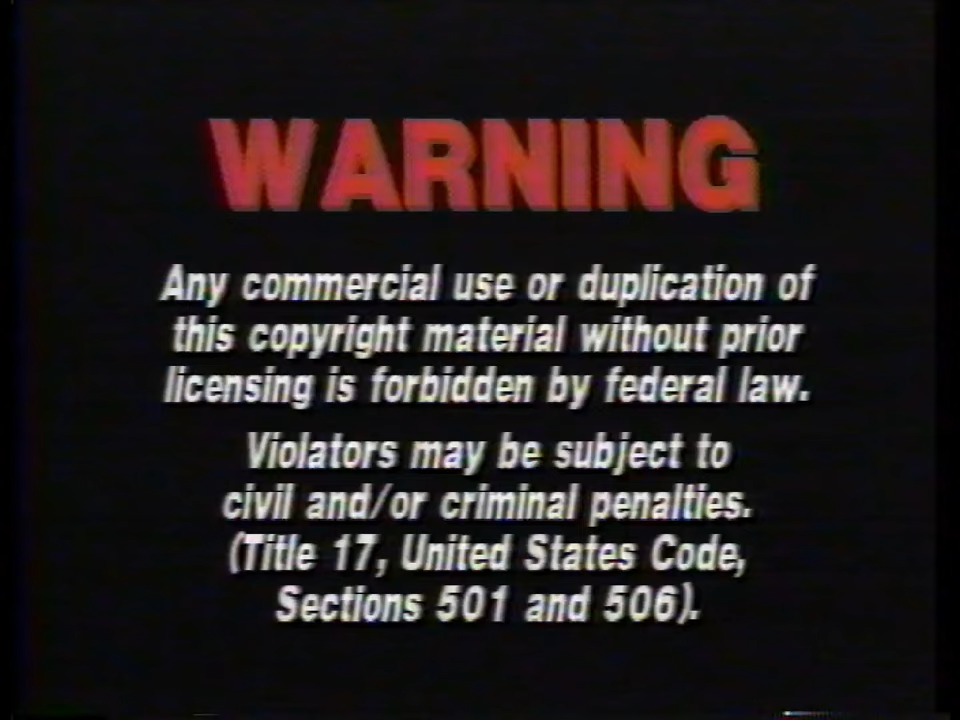 WARNING
Any commercial use or duplication of
this copyright material without prior
licensing is forbidden by federal law.
Violators may be subject to
civil and/or criminal penalties.
(Title 17, United States Code,
Sections 501 and 506).